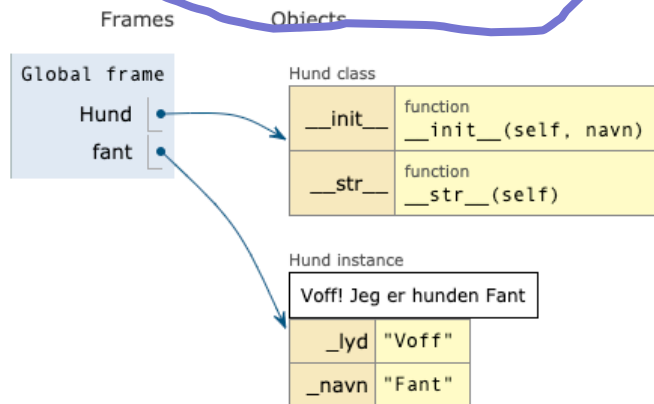 Frames Objects
Global frame
Hund
fant
Hund class
__init__ function
__init__(self, navn)
__str__ function
__str__(self)
Hund instance
Voff! Jeg er hunden Fant
_lyd "Voff"
_navn "Fant"